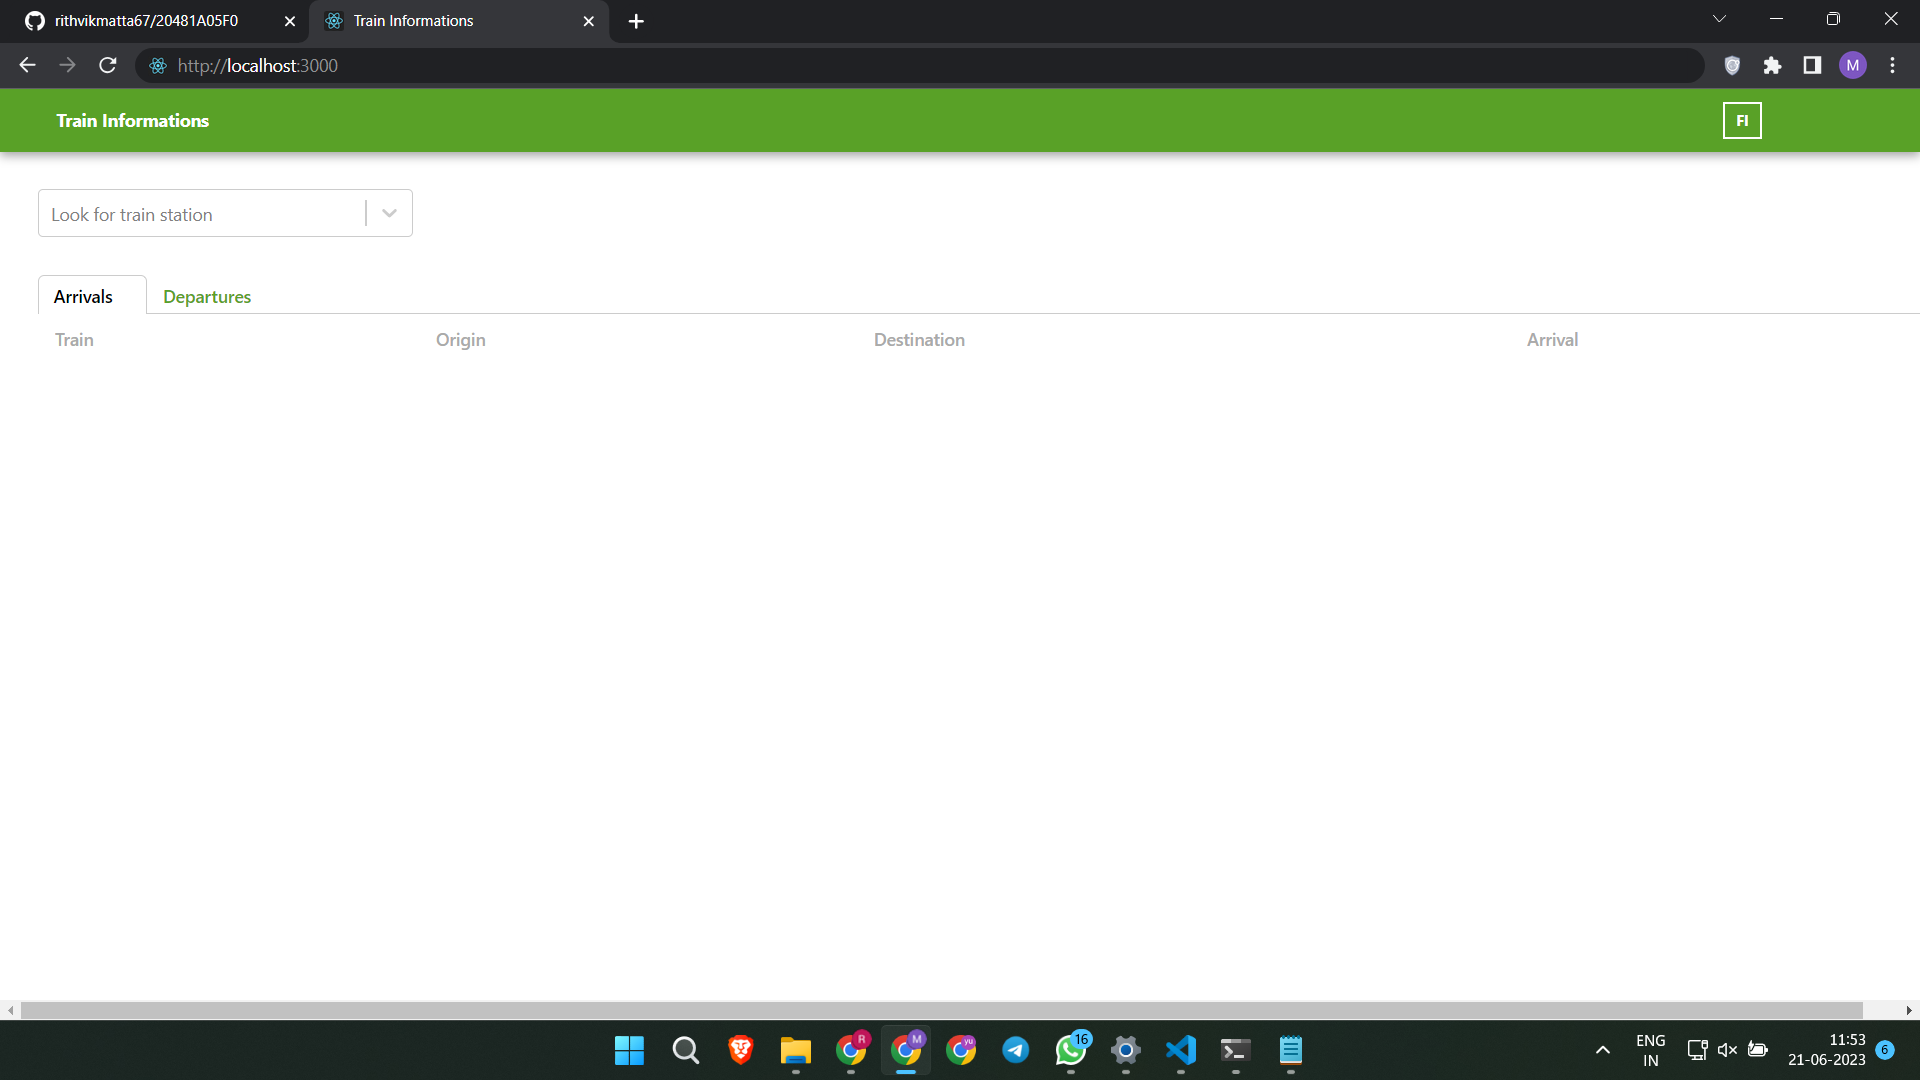 rithvikmatta67/20481A05F0
Train Informations
http://localhost:3000
M
Train Informations
FI
Look for train station
Arrivals
Departures
Train
Origin
Destination
Arrival
R
M
yu
16
ENG
IN
11:53
21-06-2023
6